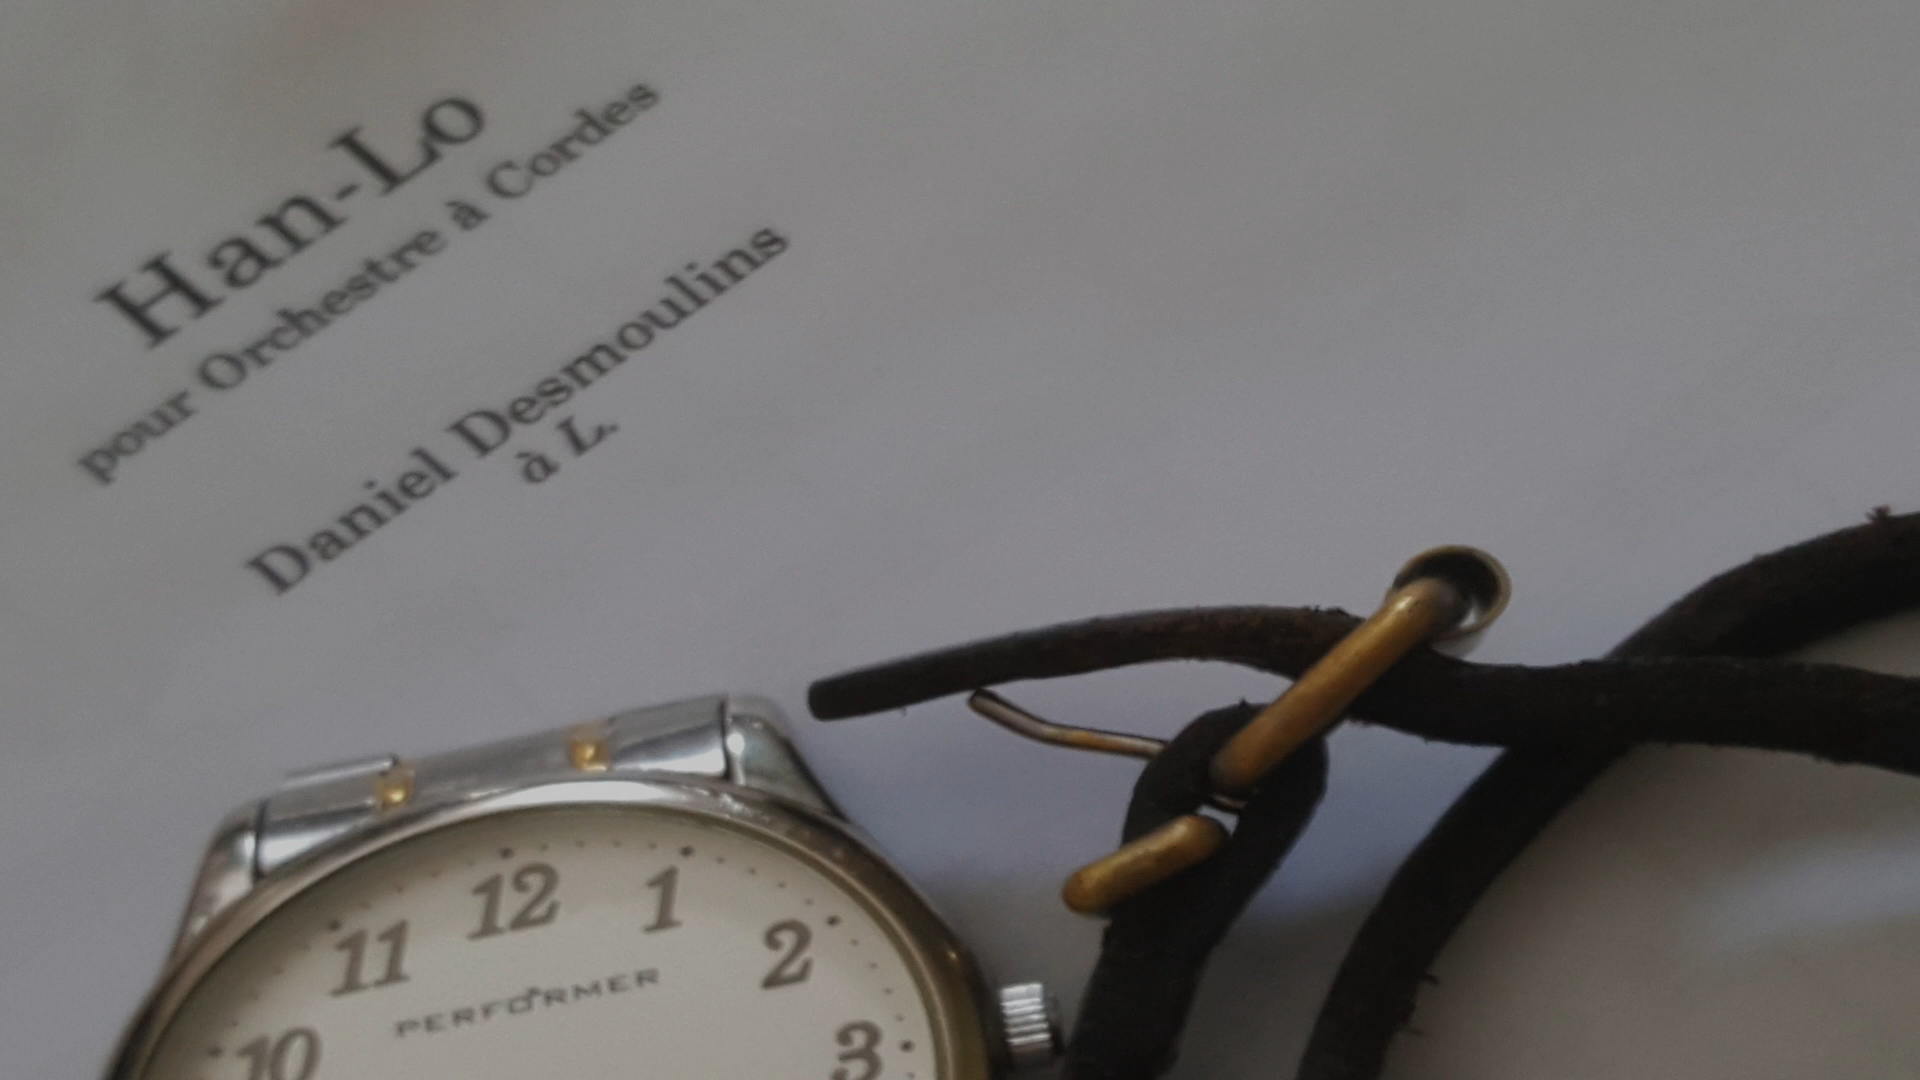 Han-Lo
pour Orchestre à Cordes
Daniel Desmoulins
à L.
12
1
11
2
PERFORMER
10
3